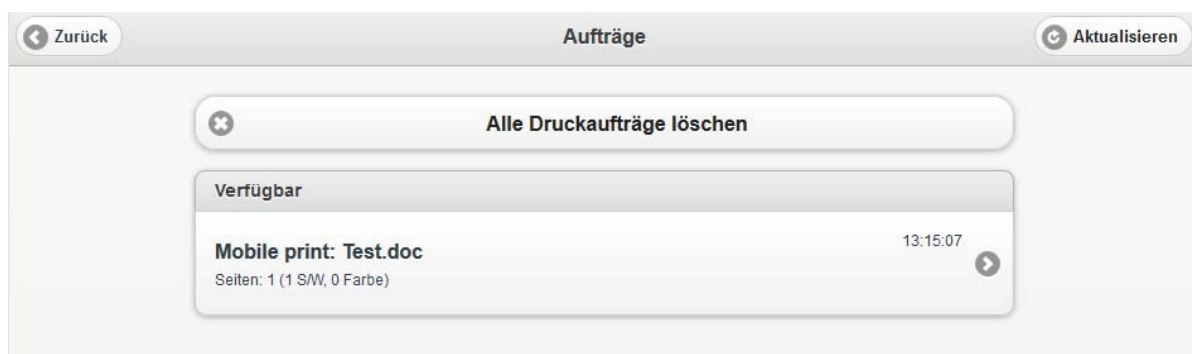 Zurück
Aufträge
Aktualisieren
Alle Druckaufträge löschen
Verfügbar
Mobile print: Test.doc
13:15:07
Seiten: 1 (1 S/W, 0 Farbe)